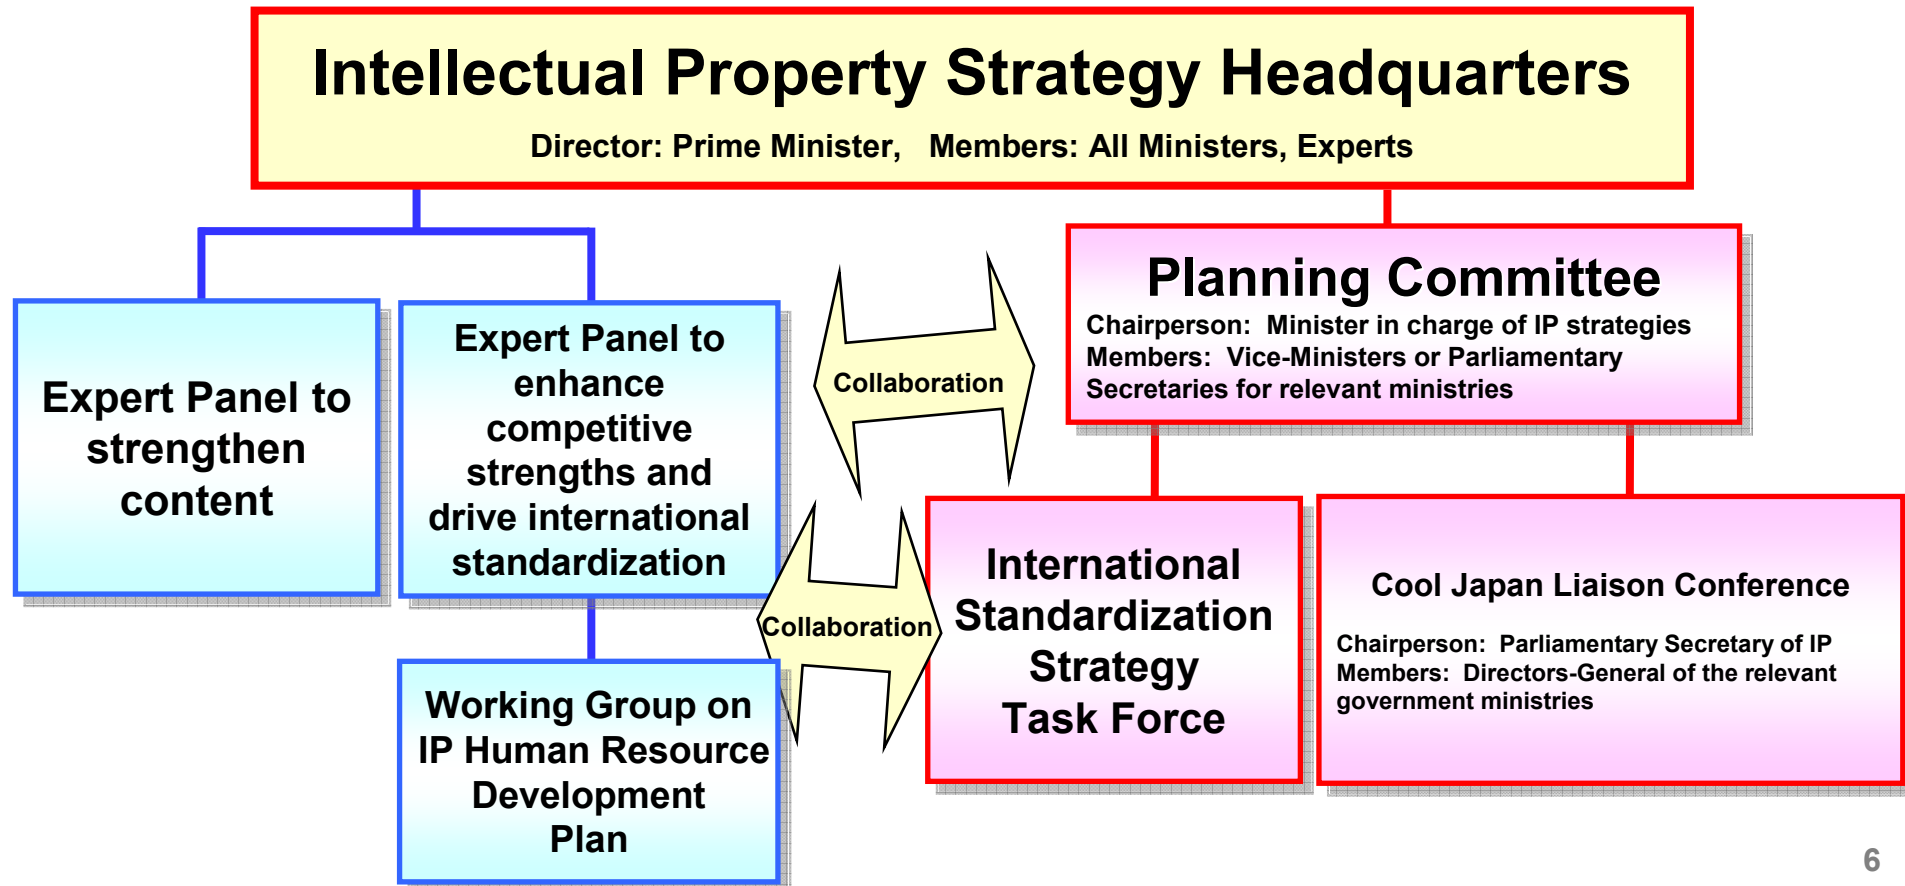 Intellectual Property Strategy Headquarters
Director: Prime Minister, Members: All Ministers, Experts
Expert Panel to
strengthen
content
Expert Panel to
enhance
competitive
strengths and
drive international
standardization
Working Group on
IP Human Resource
Development
Plan
Collaboration
Collaboration
Planning Committee
Chairperson: Minister in charge of IP strategies
Members: Vice-Ministers or Parliamentary
Secretaries for relevant ministries
International
Standardization
Strategy
Task Force
Cool Japan Liaison Conference
Chairperson: Parliamentary Secretary of IP
Members: Directors-General of the relevant
government ministries
6